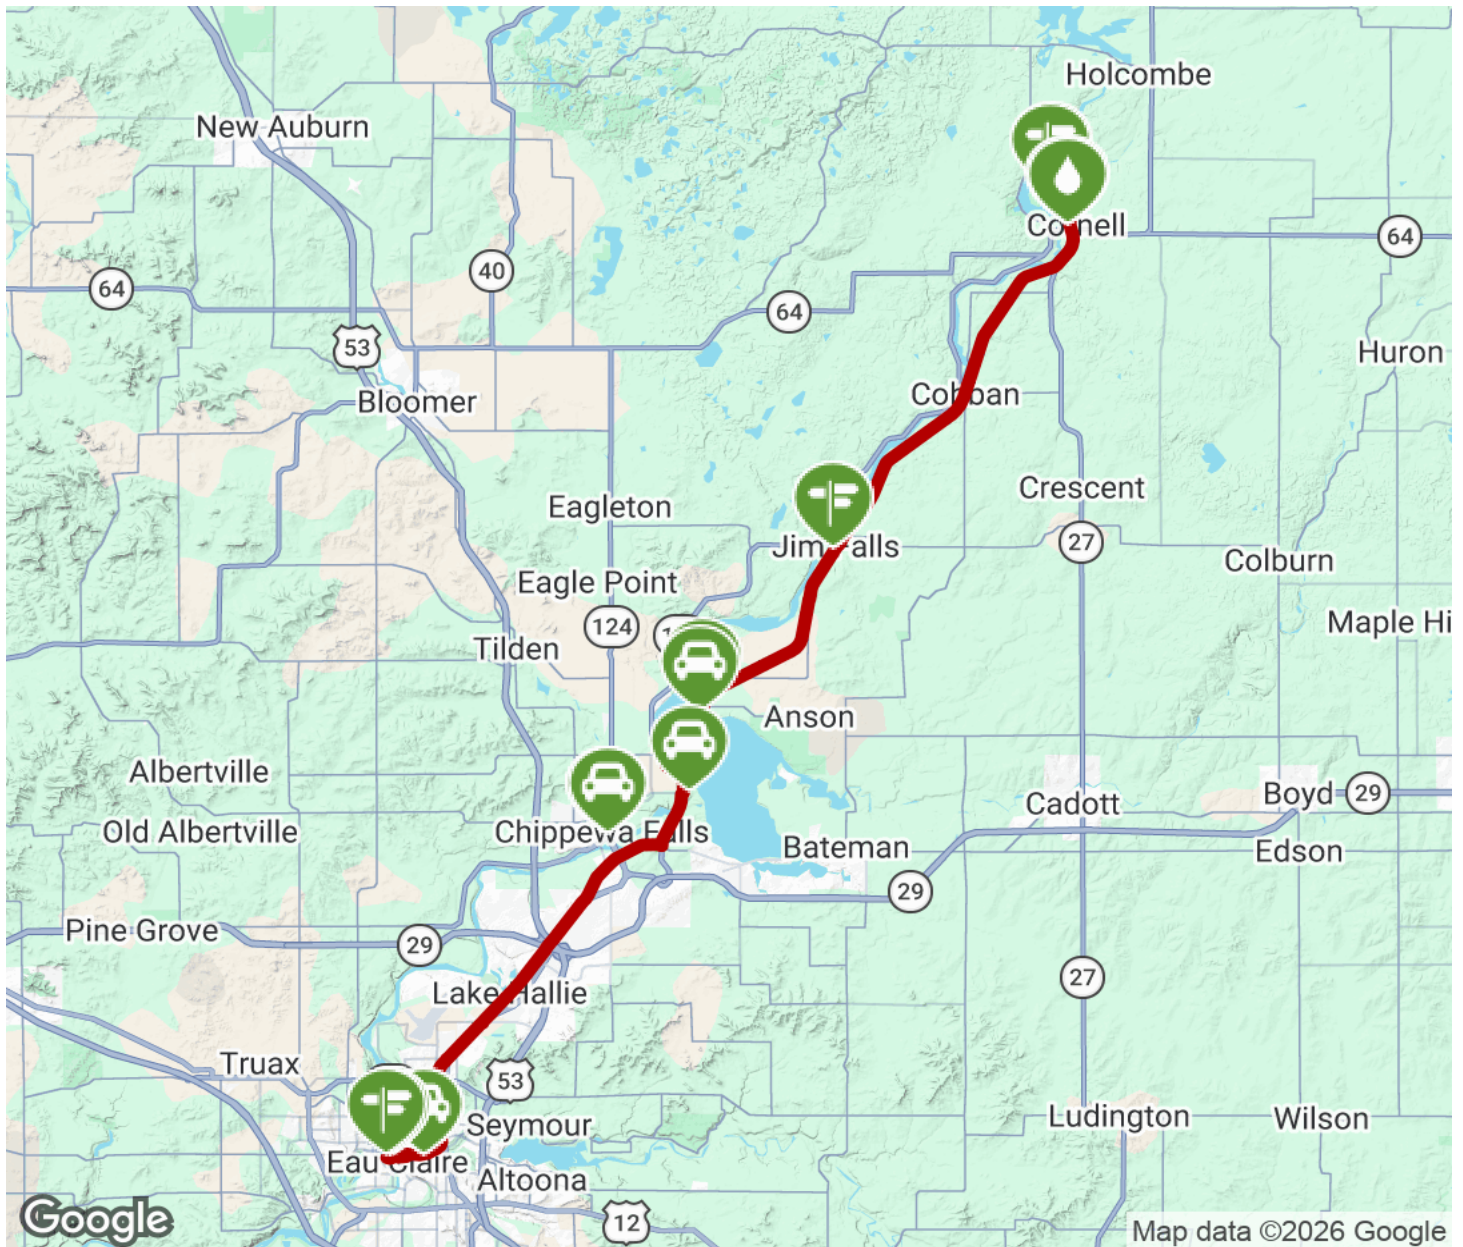 Holcombe
New Auburn
Cornell
64
40
64
64
53
Huron
Cobban
Bloomer
Crescent
Eagleton
27
Jim Falls
Colburn
Eagle Point
124
Maple Hi
Tilden
Anson
Albertville
Boyd
29
Cadott
Old Albertville
Chippewa Falls
Bateman
Edson
29
Pine Grove
29
27
Lake Hallie
Truax
53
Seymour
Ludington
Wilson
Eau Claire
Altoona
12
Google
Map data ©2026 Google